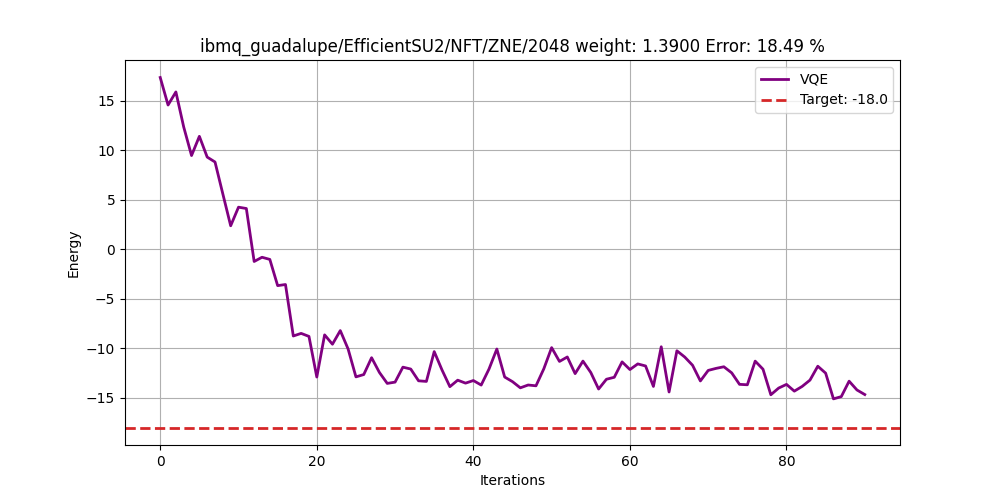 ibmq_guadalupe/EfficientSU2/NFT/ZNE/2048 weight: 1.3900 Error: 18.49 %
VQE
Target: -18.0
15
10
5
0
−5
−10
−15
Energy
0 20 40 60 80
Iterations